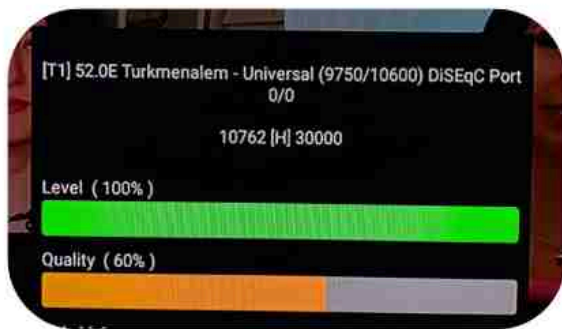 [T1] 52.0E Turkmenalem - Universal (9750/10600) DiSEqC Port
0/0
10762 [H] 30000
Level ( 100% )
Quality ( 60% )